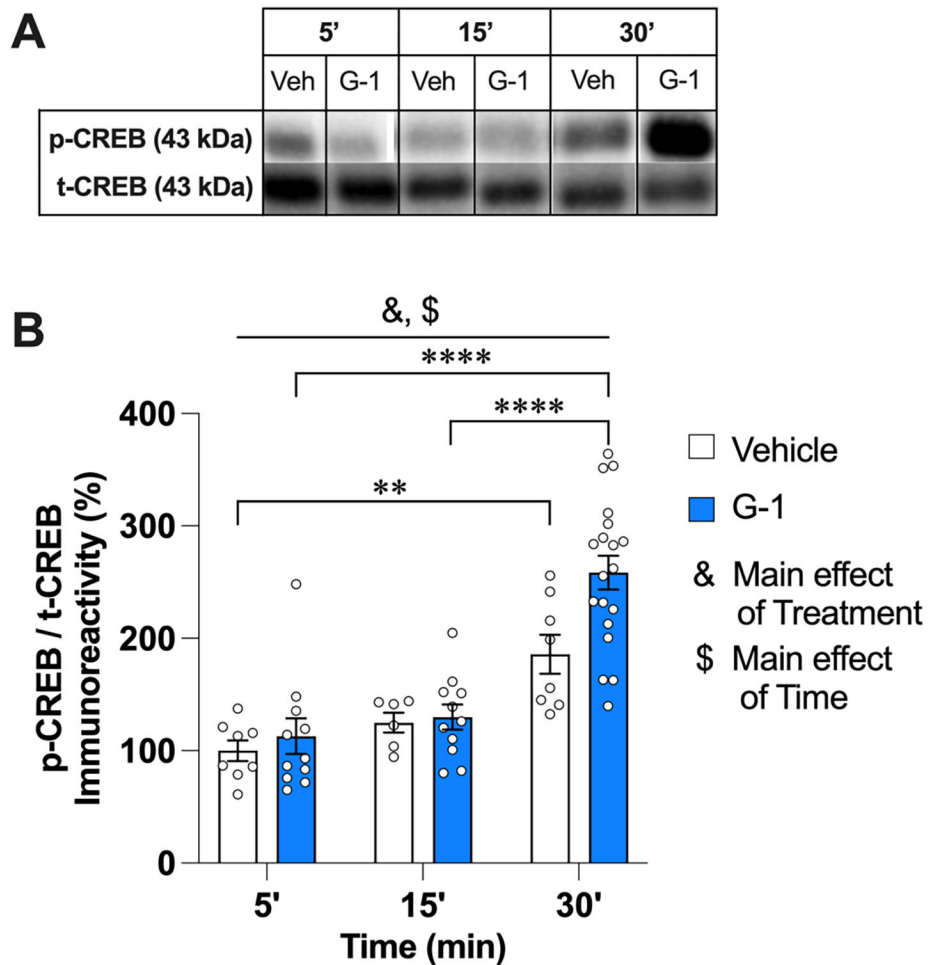 A
5’ 15’ 30’
Veh G-1 Veh G-1 Veh G-1
p-CREB (43 kDa)
t-CREB (43 kDa)
B
&, $
****
****
**
p-CREB / t-CREB
Immunoreactivity (%)
400
300
200
100
0
5' 15' 30'
Time (min)
Vehicle
G-1
& Main effect
of Treatment
$ Main effect
of Time